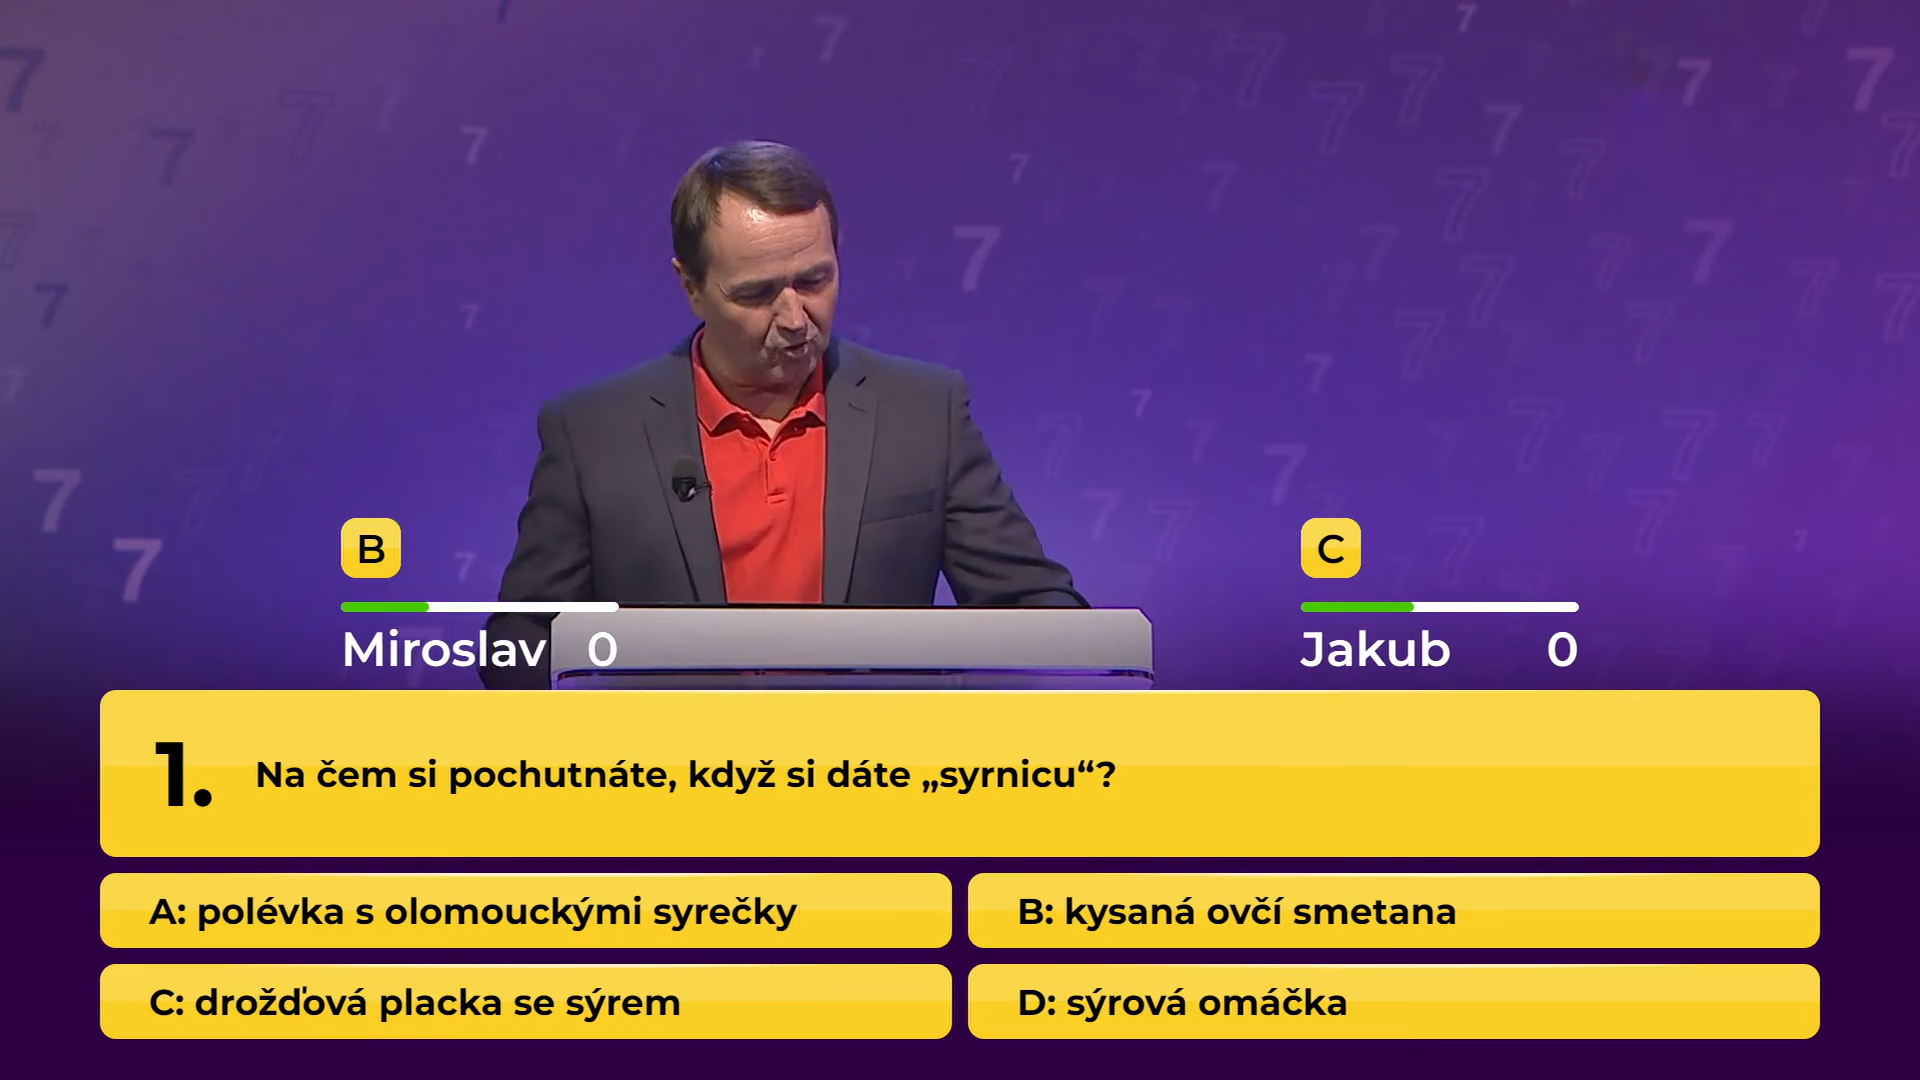 B
C
Miroslav 0
Jakub 0
1. Na čem si pochutnáte, když si dáte „syrnicu“?
A: polévka s olomouckými syrečky
B: kysaná ovčí smetana
C: drožďová placka se sýrem
D: sýrová omáčka